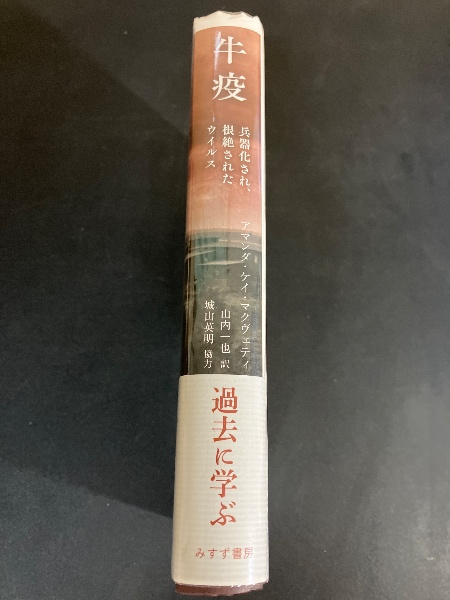 牛疫
兵器化され、
根絶された
ウイルス
アマンダ・ケイ・マクヴェティ
山内一也 訳
城山英明 協力
過去に学ぶ
みすず書房